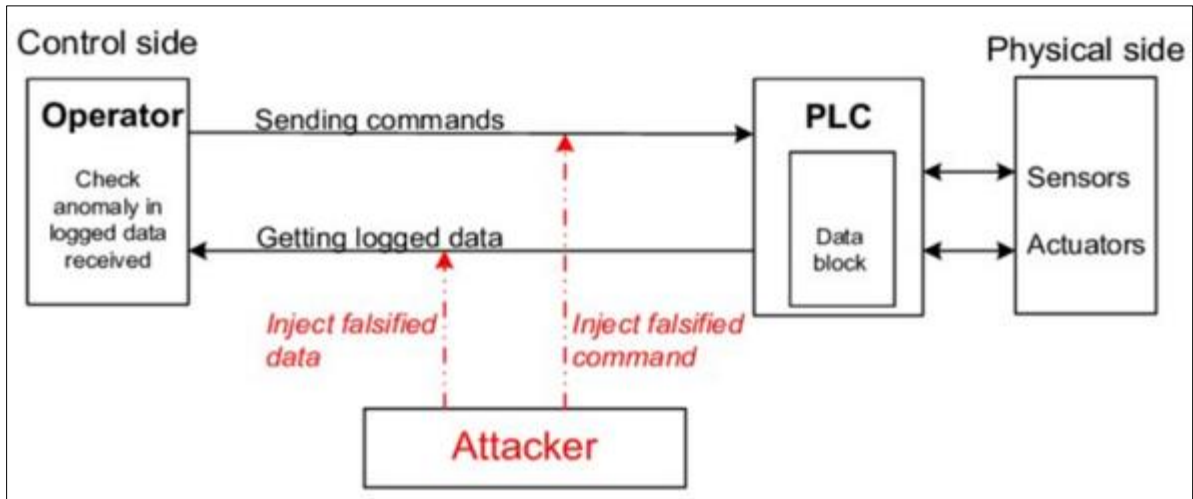 Control side
Physical side
Operator
Check
anomaly in
logged data
received
Sending commands
Getting logged data
PLC
Data
block
Sensors
Actuators
Inject falsified
data
Inject falsified
command
Attacker